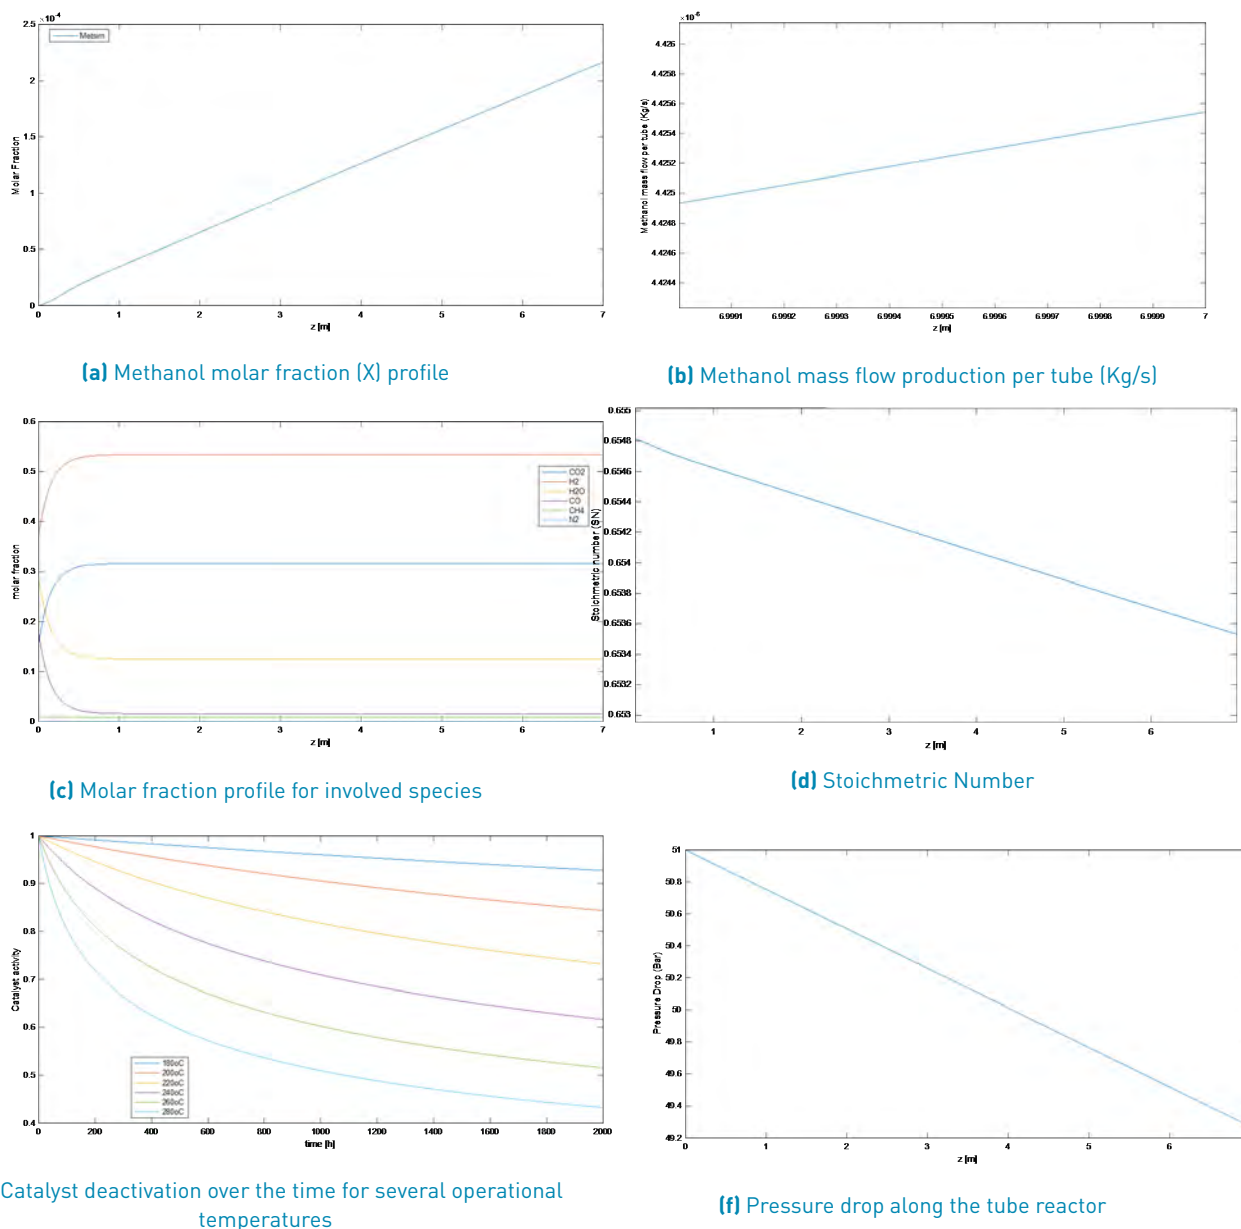 ×10⁻⁴
2.5
2
1.5
1
0.5
0
Molar Fraction
Metsim
0 1 2 3 4 5 6 7
z [m]
(a) Methanol molar fraction (X) profile
×10⁻⁶
4.426
4.4258
4.4256
4.4254
4.4252
4.425
4.4248
4.4246
4.4244
Methanol mass flow per tube (Kg/s)
6.9991 6.9992 6.9993 6.9994 6.9995 6.9996 6.9997 6.9998 6.9999 7
z [m]
(b) Methanol mass flow production per tube (Kg/s)
0.6
0.5
0.4
0.3
0.2
0.1
0
molar fraction
CO2
H2
H2O
CO
CH4
N2
0 1 2 3 4 5 6 7
z [m]
(c) Molar fraction profile for involved species
0.655
0.6548
0.6546
0.6544
0.6542
0.654
0.6538
0.6536
0.6534
0.6532
0.653
Stoichmetric number (SN)
1 2 3 4 5 6
z [m]
(d) Stoichmetric Number
1
0.9
0.8
0.7
0.6
0.5
0.4
Catalyst activity
180oC
200oC
220oC
240oC
260oC
280oC
0 200 400 600 800 1000 1200 1400 1600 1800 2000
time [h]
Catalyst deactivation over the time for several operational
temperatures
51
50.8
50.6
50.4
50.2
50
49.8
49.6
49.4
49.2
Pressure Drop (Bar)
0 1 2 3 4 5 6
z [m]
(f) Pressure drop along the tube reactor